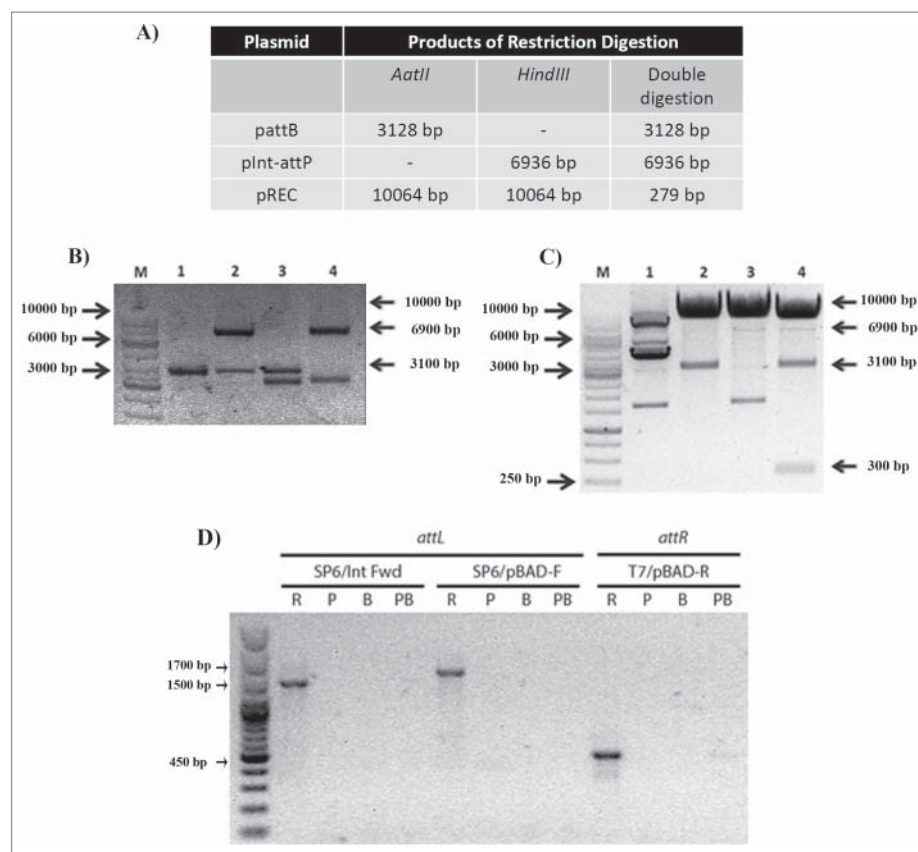 A)
Plasmid Products of Restriction Digestion
AatII HindIII Double digestion
pattB 3128 bp - 3128 bp
pInt-attP - 6936 bp 6936 bp
pREC 10064 bp 10064 bp 279 bp
B)
M 1 2 3 4
10000 bp
6000 bp
3000 bp
10000 bp
6900 bp
3100 bp
C)
M 1 2 3 4
10000 bp
6000 bp
3000 bp
250 bp
10000 bp
6900 bp
3100 bp
300 bp
D)
attL attR
SP6/Int Fwd SP6/pBAD-F T7/pBAD-R
R P B PB R P B PB R P B PB
1700 bp
1500 bp
450 bp